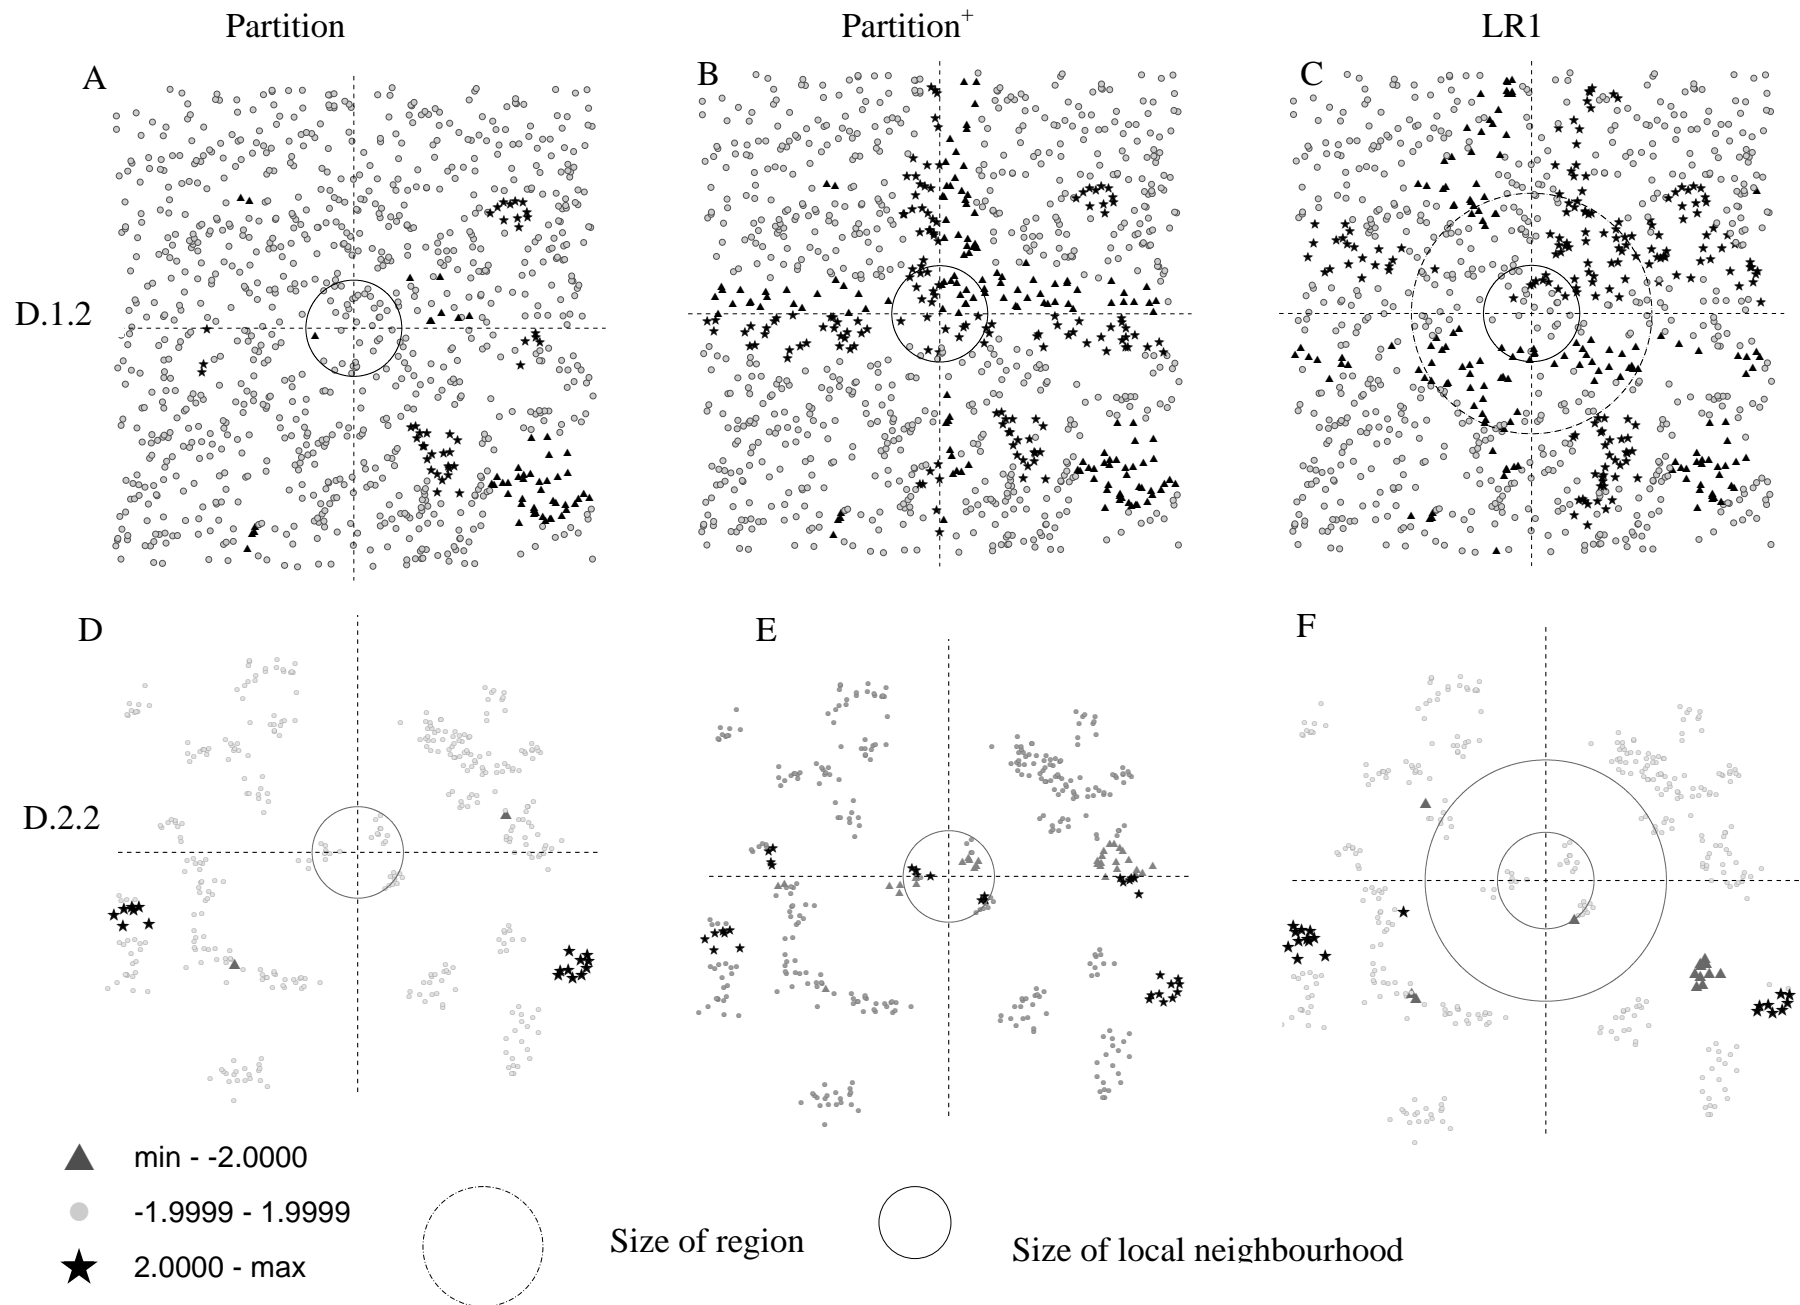 Partition
Partition+
LR1
A
B
C
D.1.2
D
E
F
D.2.2
min - -2.0000
-1.9999 - 1.9999
2.0000 - max
Size of region
Size of local neighbourhood